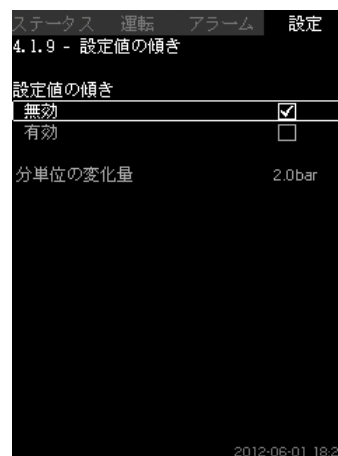 ステータス 運転 アラーム 設定
4.1.9 - 設定値の傾き
設定値の傾き
無効
有効
分単位の変化量 2.0bar
2012-06-01 18:2